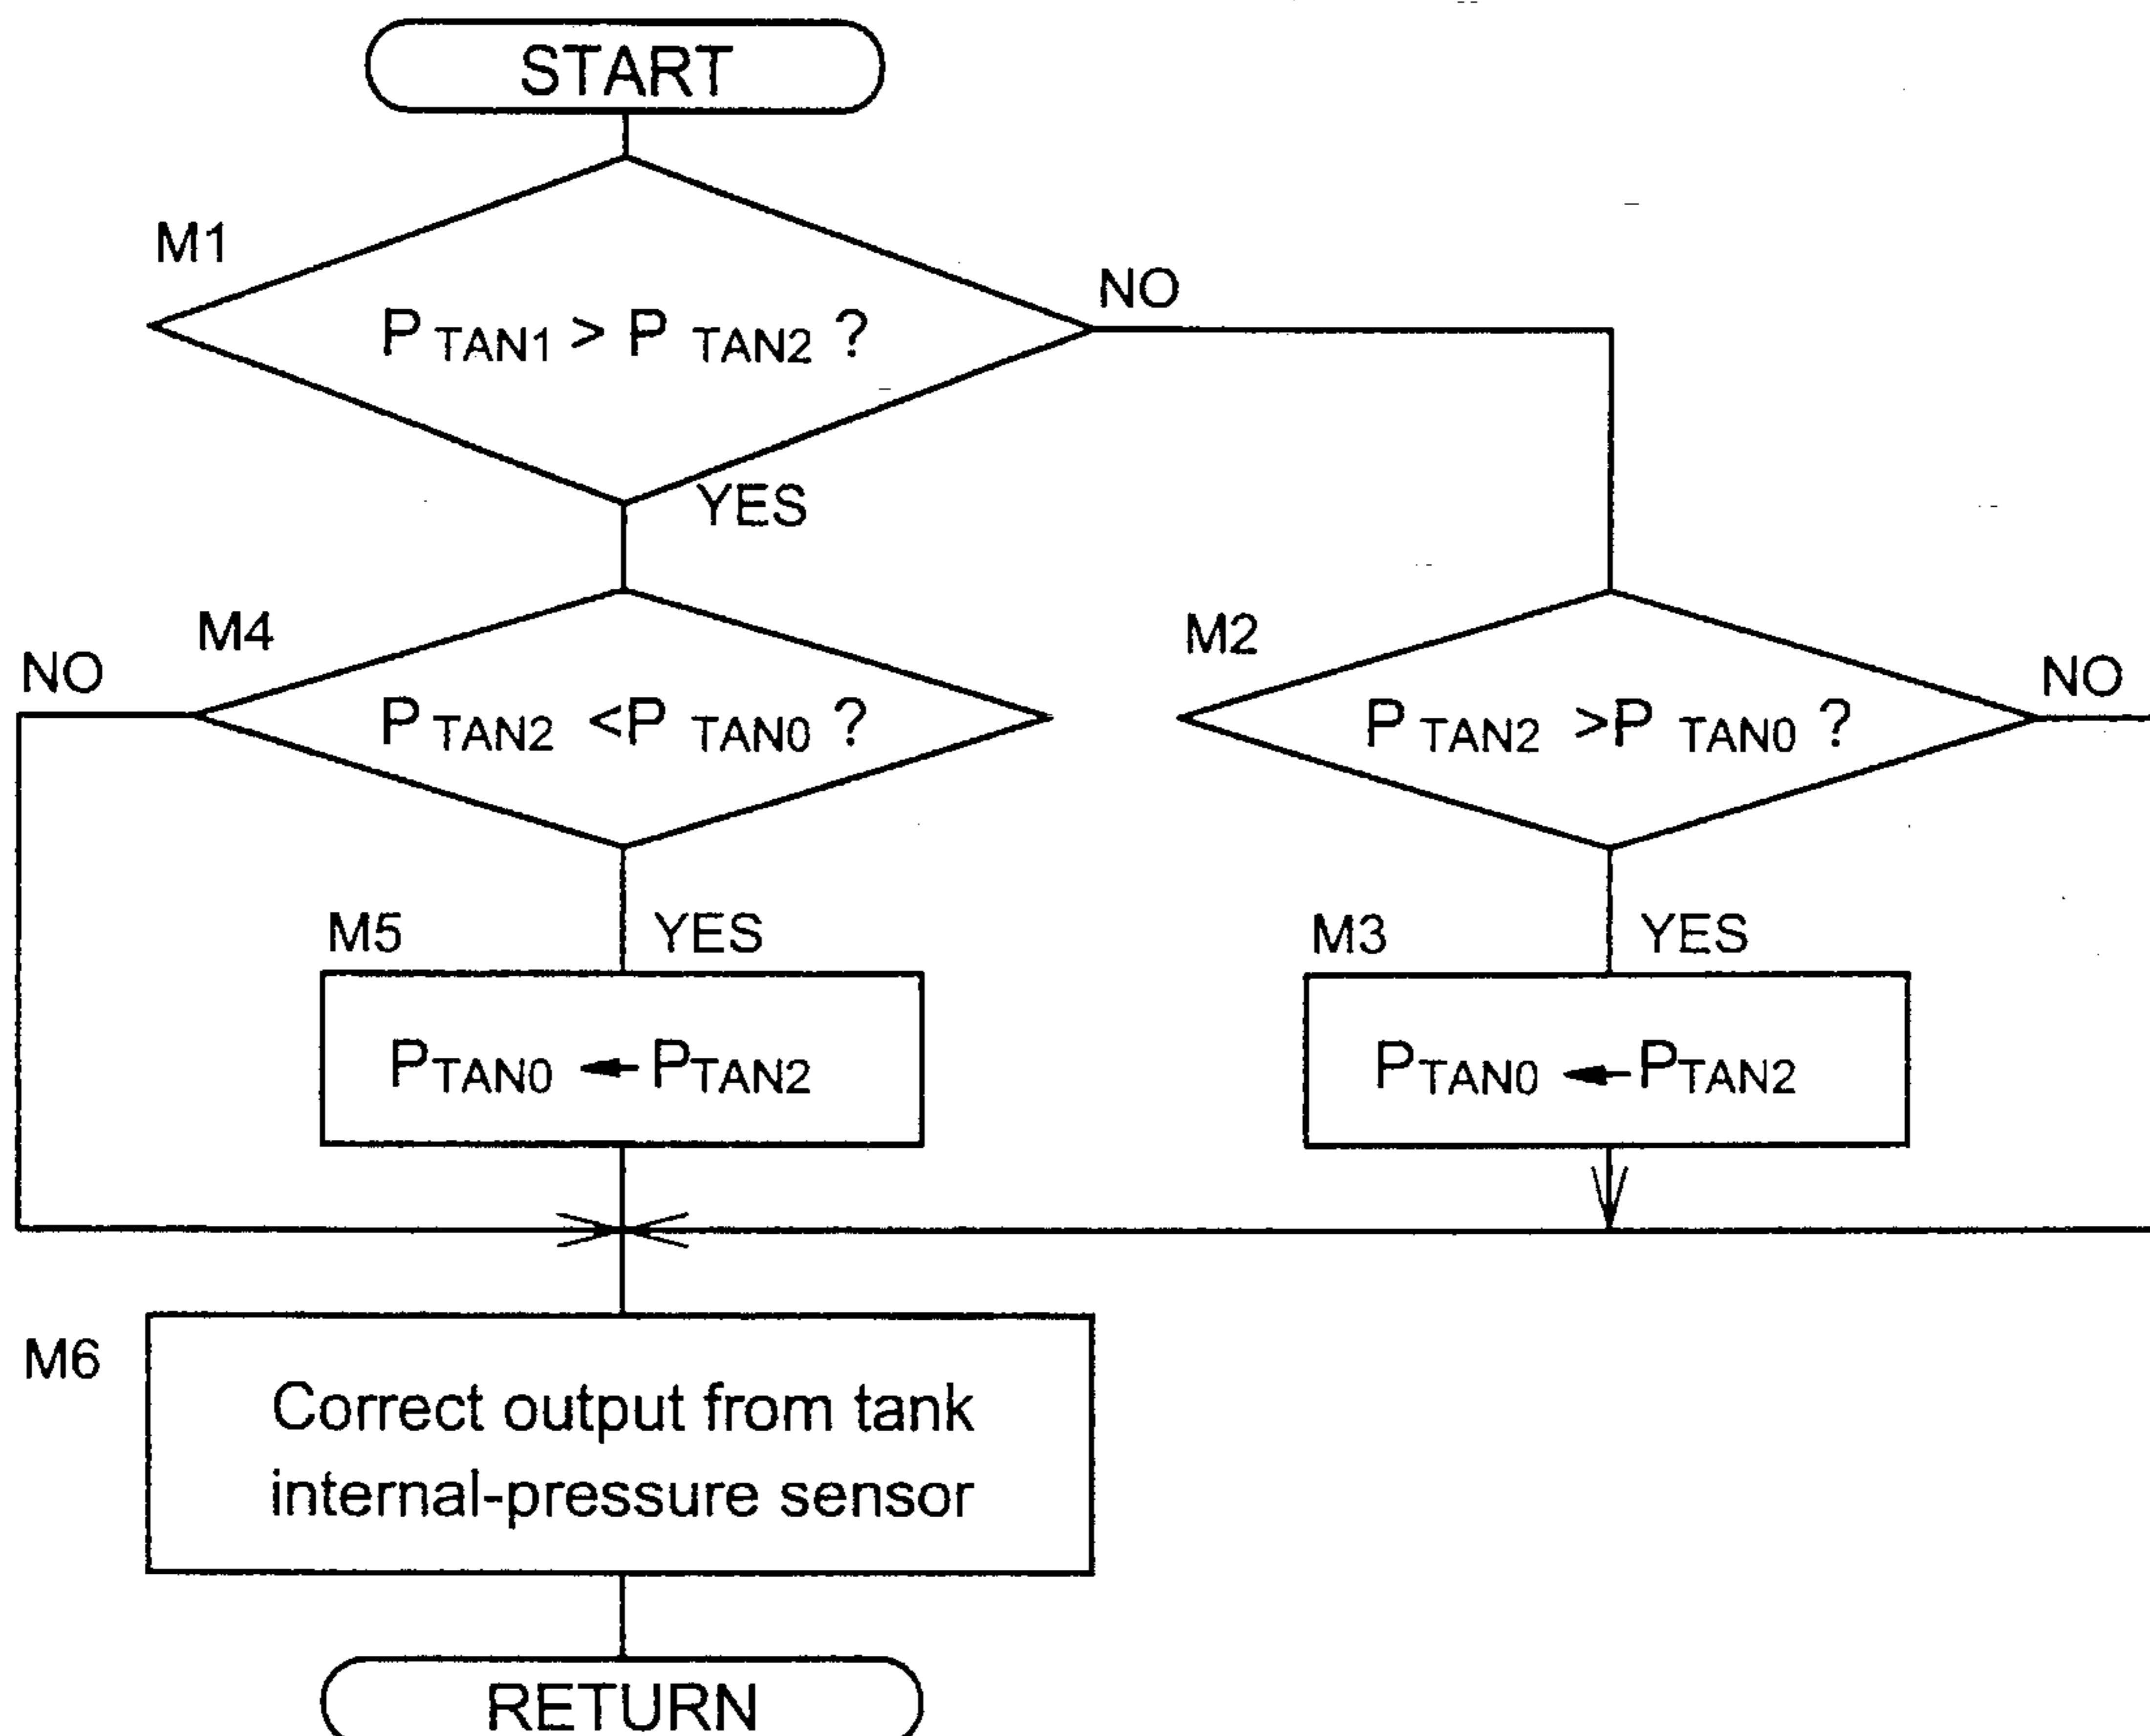 START
M1
P TAN1 > P TAN2 ?
NO
YES
M4
NO
P TAN2 <P TAN0 ?
M2
NO
P TAN2 >P TAN0 ?
M5
YES
PTAN0 ← PTAN2
M3
YES
PTAN0 ← PTAN2
M6
Correct output from tank
internal-pressure sensor
RETURN